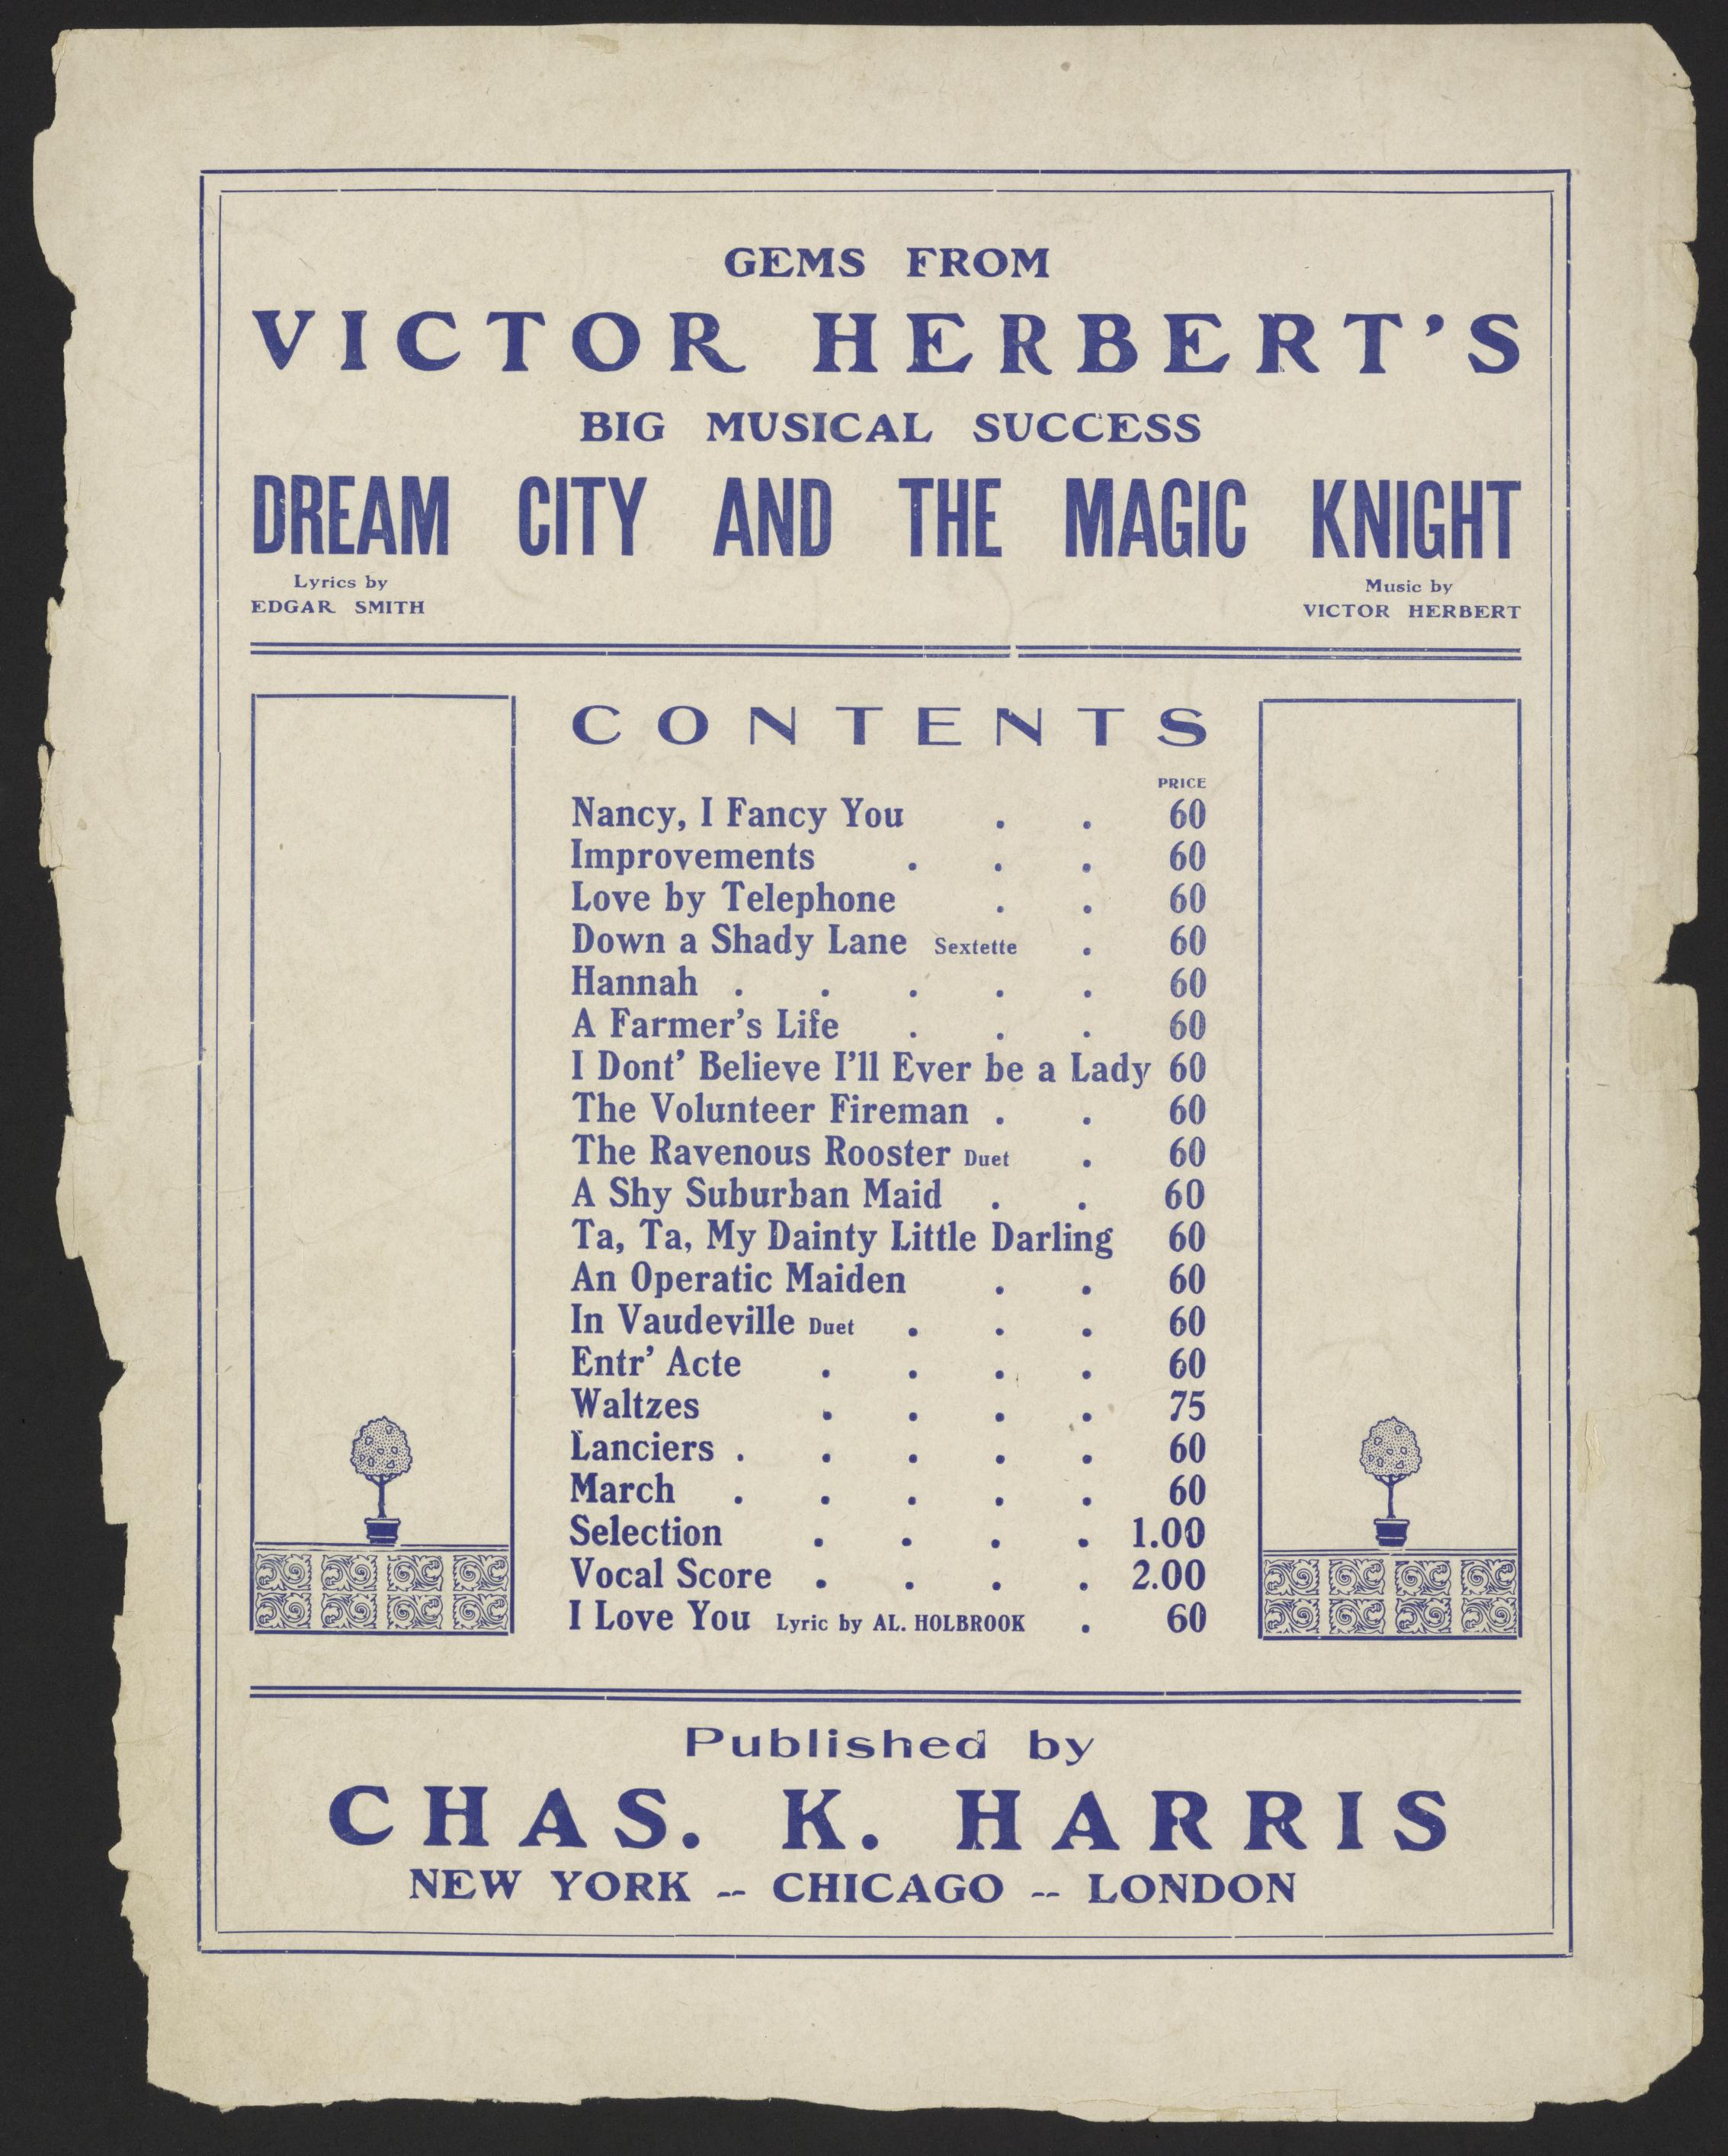 GEMS FROM
VICTOR HERBERT'S
BIG MUSICAL SUCCESS
DREAM CITY AND THE MAGIC KNIGHT
Lyrics by
EDGAR SMITH
Music by
VICTOR HERBERT
CONTENTS
PRICE
Nancy, I Fancy You . . 60
Improvements . . . 60
Love by Telephone . . 60
Down a Shady Lane Sextette . 60
Hannah . . . . . 60
A Farmer's Life . . . 60
I Dont' Believe I'll Ever be a Lady 60
The Volunteer Fireman . . 60
The Ravenous Rooster Duet . 60
A Shy Suburban Maid . . 60
Ta, Ta, My Dainty Little Darling 60
An Operatic Maiden . . 60
In Vaudeville Duet . . . 60
Entr' Acte . . . . 60
Waltzes . . . . 75
Lanciers . . . . . 60
March . . . . . 60
Selection . . . . 1.00
Vocal Score . . . . 2.00
I Love You Lyric by AL. HOLBROOK . 60
Published by
CHAS. K. HARRIS
NEW YORK -- CHICAGO -- LONDON